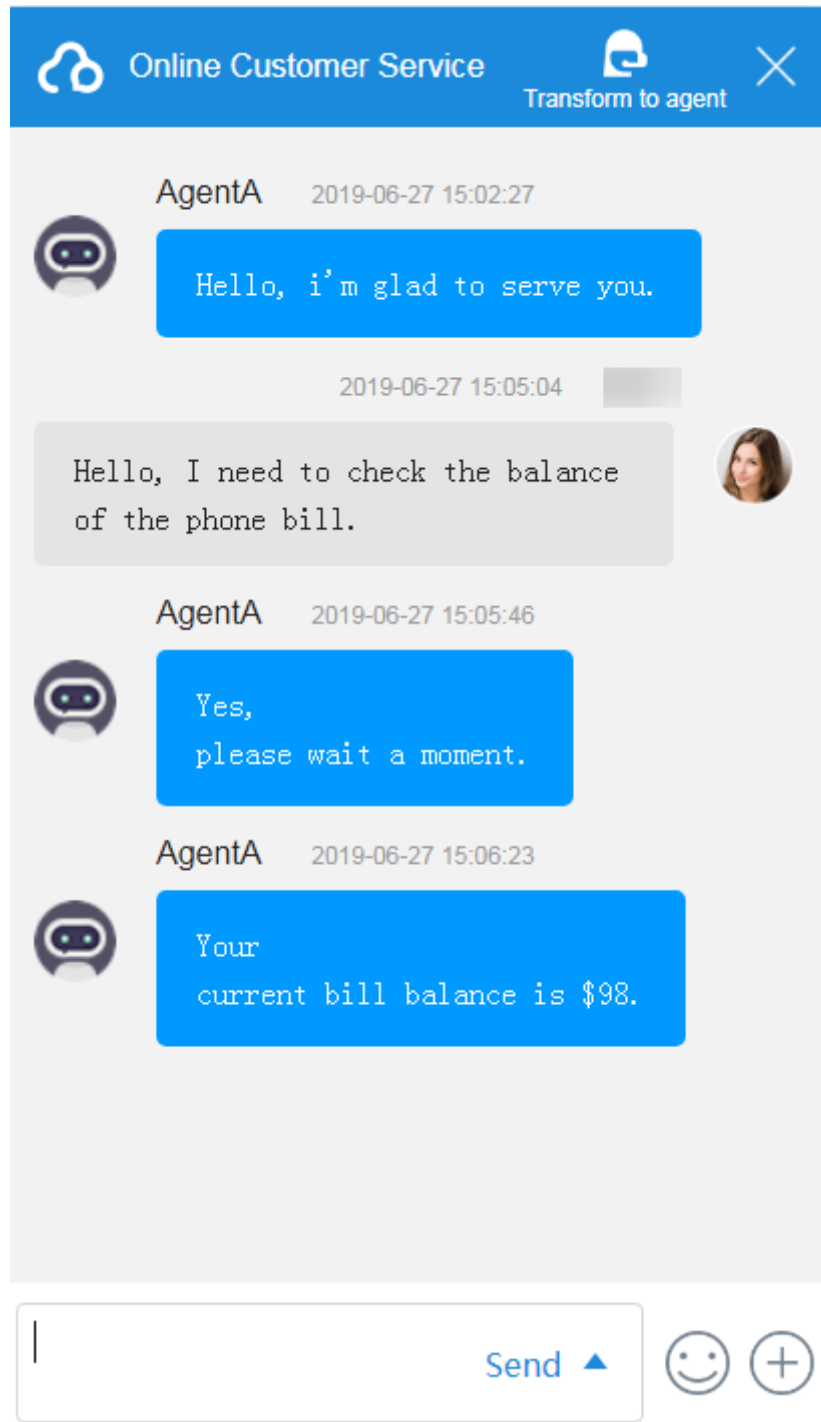 Online Customer Service
Transform to agent
AgentA 2019-06-27 15:02:27
Hello, i'm glad to serve you.
2019-06-27 15:05:04
Hello, I need to check the balance
of the phone bill.
AgentA 2019-06-27 15:05:46
Yes,
please wait a moment.
AgentA 2019-06-27 15:06:23
Your
current bill balance is $98.
Send